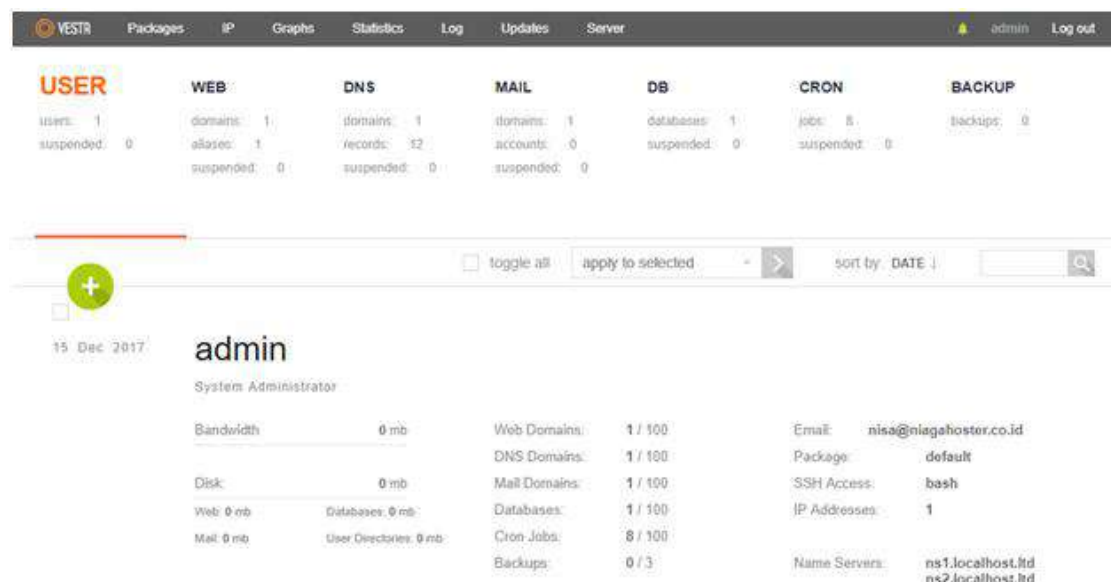 VESTA Packages IP Graphs Statistics Log Updates Server admin Log out
USER WEB DNS MAIL DB CRON BACKUP
users: 1 domains: 1 domains: 1 domains: 1 databases: 1 jobs: 8 backups: 0
suspended: 0 aliases: 1 records: 12 accounts: 0 suspended: 0 suspended: 0
suspended: 0 suspended: 0 suspended: 0
toggle all apply to selected sort by: DATE ↓
+
15 Dec 2017 admin
System Administrator
Bandwidth 0 mb Web Domains: 1 / 100 Email: nisa@niagahoster.co.id
DNS Domains: 1 / 100 Package: default
Disk: 0 mb Mail Domains: 1 / 100 SSH Access: bash
Web: 0 mb Databases: 0 mb Databases: 1 / 100 IP Addresses: 1
Mail: 0 mb User Directories: 0 mb Cron Jobs: 8 / 100
Backups: 0 / 3 Name Servers: ns1.localhost.ltd
ns2.localhost.ltd